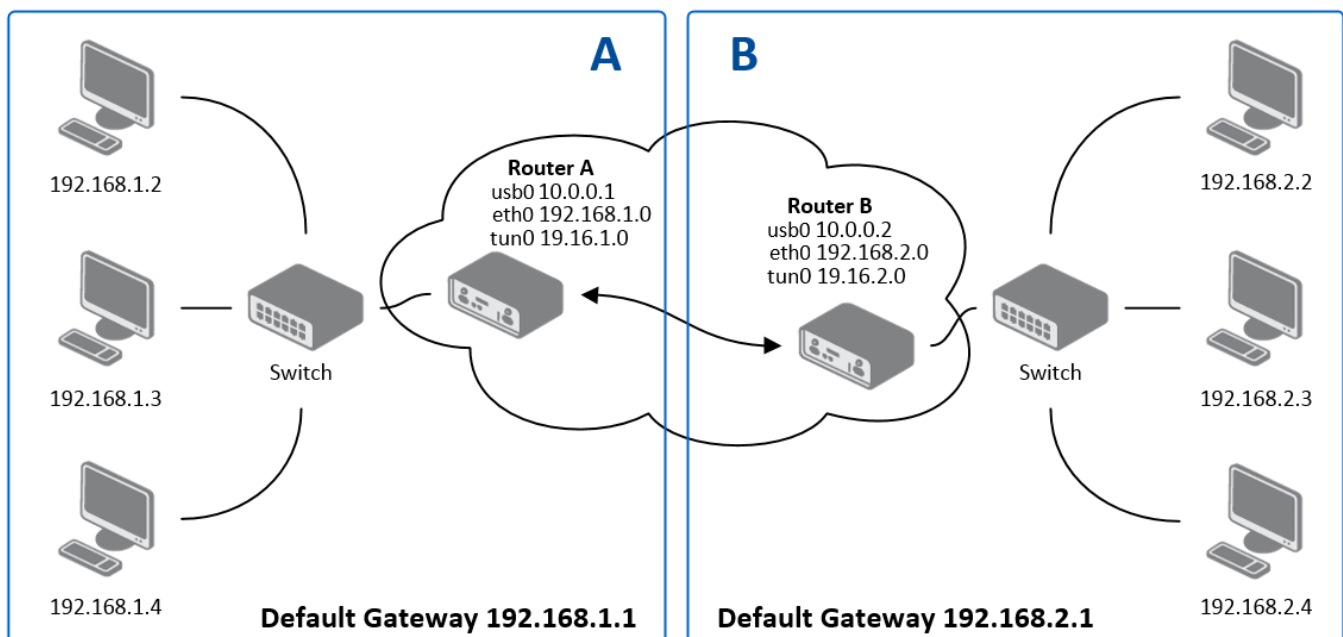 A
B
192.168.1.2
192.168.1.3
192.168.1.4
Switch
Router A
usb0 10.0.0.1
eth0 192.168.1.0
tun0 19.16.1.0
Router B
usb0 10.0.0.2
eth0 192.168.2.0
tun0 19.16.2.0
Switch
192.168.2.2
192.168.2.3
192.168.2.4
Default Gateway 192.168.1.1
Default Gateway 192.168.2.1